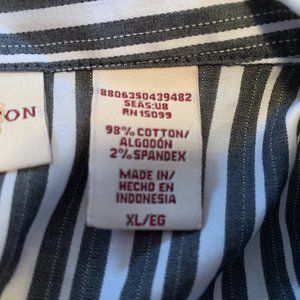 ON
8806350439482
SEAS:U8
RN 15099
98% COTTON/
ALGODÓN
2% SPANDEX
MADE IN/
HECHO EN
INDONESIA
XL/EG